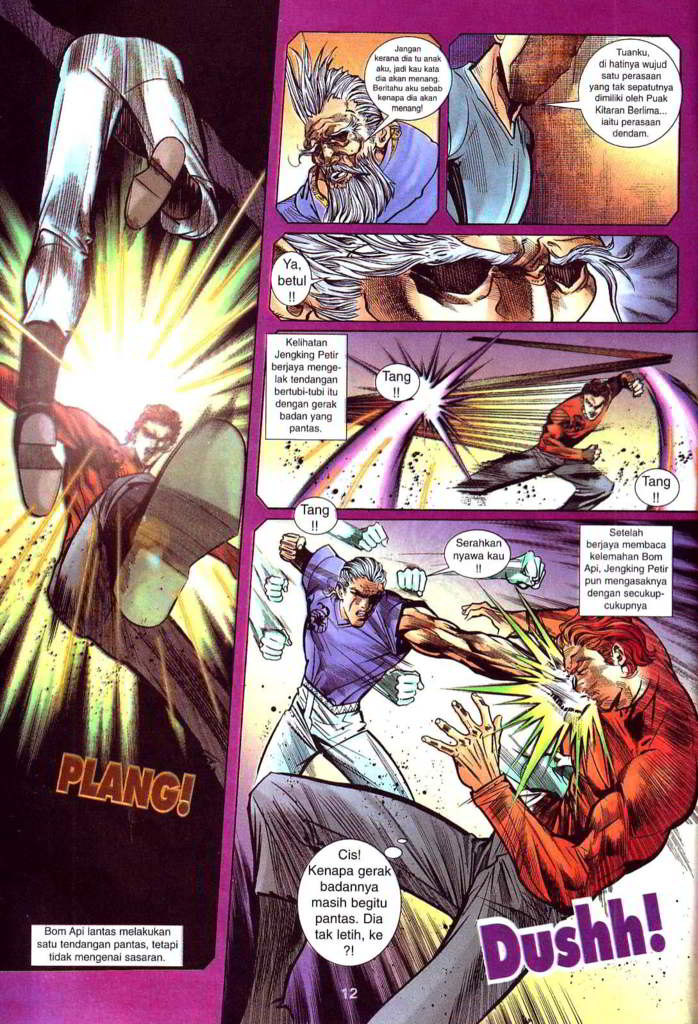 PLANG!
Bom Api lantas melakukan
satu tendangan pantas, tetapi
tidak mengenai sasaran.
Jangan
kerana dia tu anak
aku, jadi kau kata
dia akan menang.
Beritahu aku sebab
kenapa dia akan
menang!
Tuanku,
di hatinya wujud
satu perasaan
yang tak sepatutnya
dimiliki oleh Puak
Kitaran Berlima...
iaitu perasaan
dendam.
Ya,
betul
!!
Kelihatan
Jengking Petir
berjaya menge-
lak tendangan
bertubi-tubi itu
dengan gerak
badan yang
pantas.
Tang
!!
Tang
!!
Tang
!!
Serahkan
nyawa kau
!!
Setelah
berjaya membaca
kelemahan Bom
Api, Jengking Petir
pun mengasaknya
dengan secukup-
cukupnya
Cis!
Kenapa gerak
badannya
masih begitu
pantas. Dia
tak letih, ke
?!
Dushh!
12